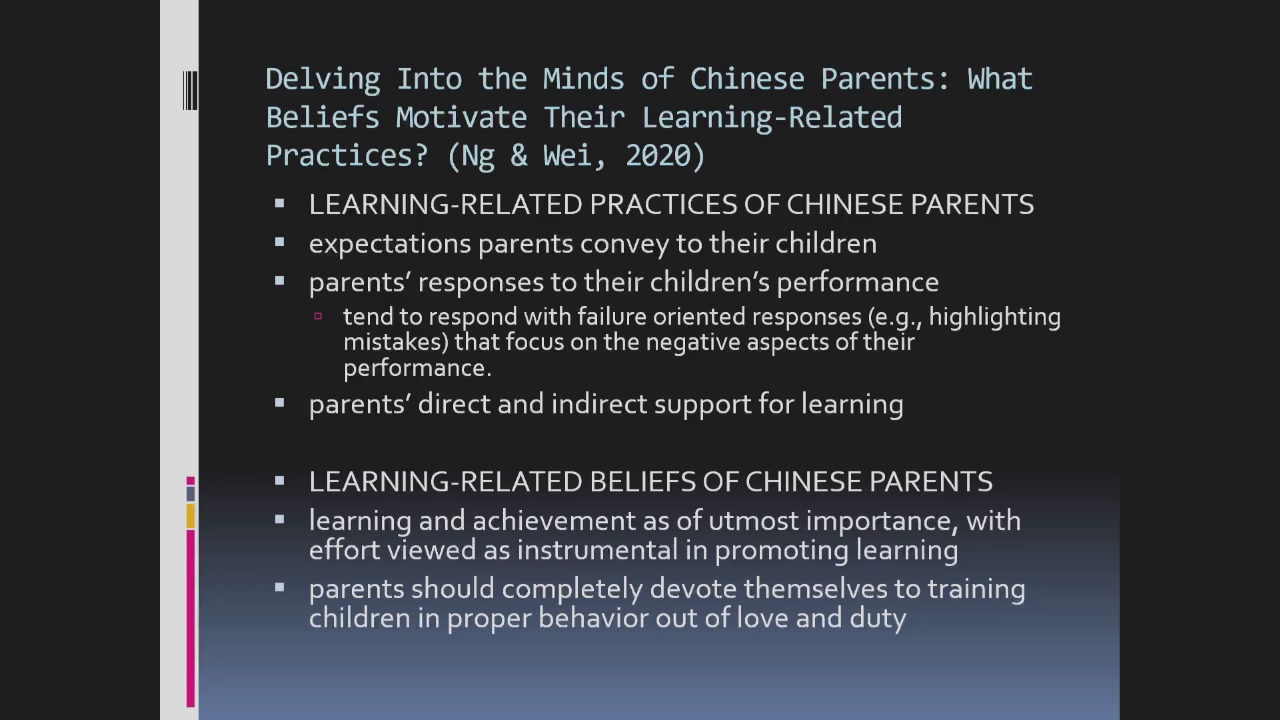 Delving Into the Minds of Chinese Parents: What
Beliefs Motivate Their Learning-Related
Practices? (Ng & Wei, 2020)
LEARNING-RELATED PRACTICES OF CHINESE PARENTS
expectations parents convey to their children
parents’ responses to their children’s performance
tend to respond with failure oriented responses (e.g., highlighting
mistakes) that focus on the negative aspects of their
performance.
parents’ direct and indirect support for learning
LEARNING-RELATED BELIEFS OF CHINESE PARENTS
learning and achievement as of utmost importance, with
effort viewed as instrumental in promoting learning
parents should completely devote themselves to training
children in proper behavior out of love and duty